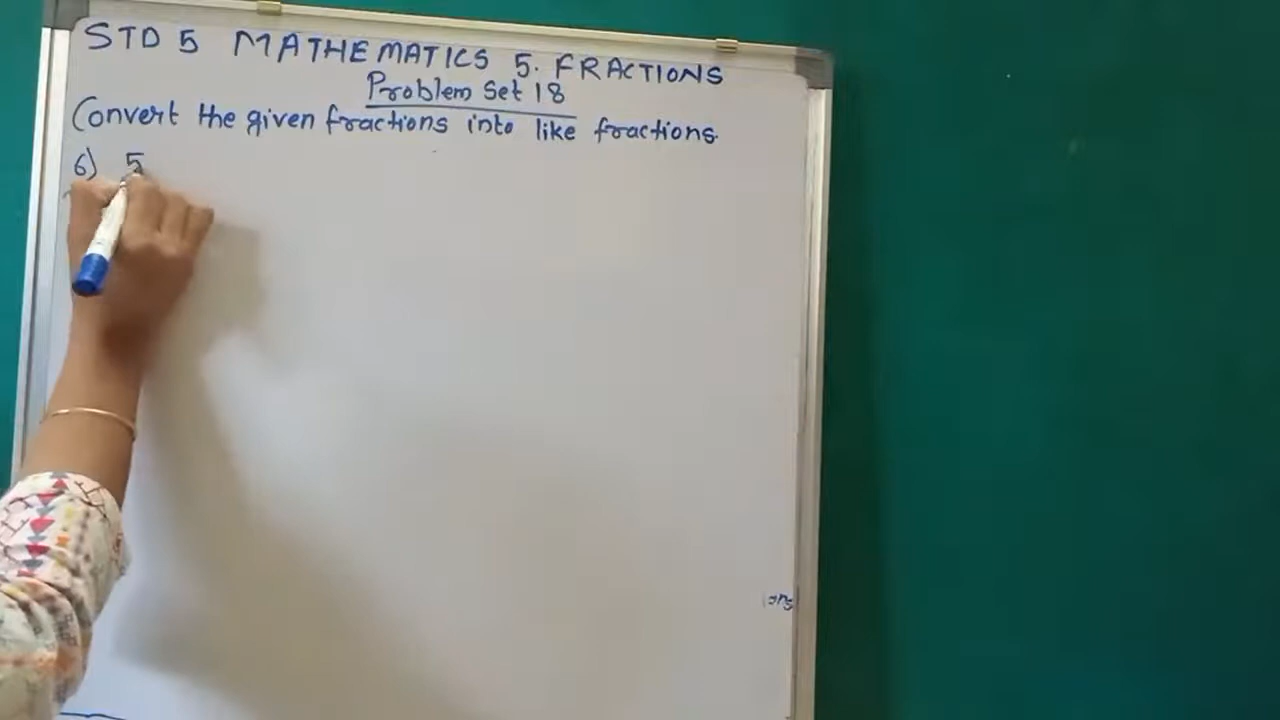 STD 5 MATHEMATICS 5. FRACTIONS
Problem Set 18
Convert the given fractions into like fractions.
6) 5